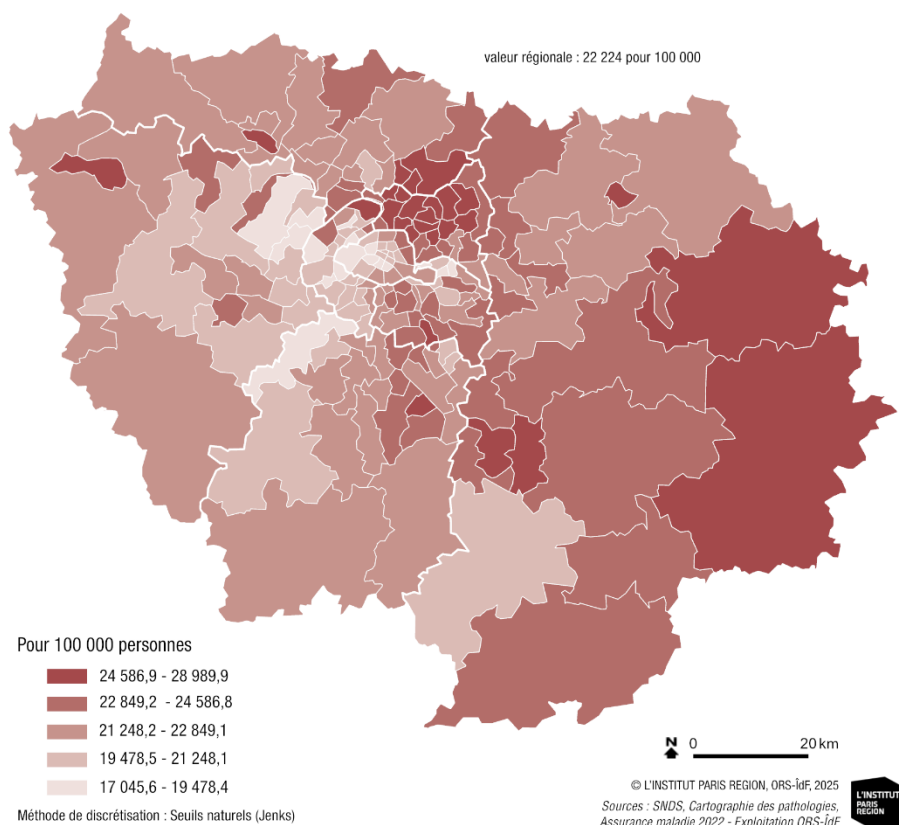 valeur régionale : 22 224 pour 100 000
Pour 100 000 personnes
24 586,9 - 28 989,9
22 849,2 - 24 586,8
21 248,2 - 22 849,1
19 478,5 - 21 248,1
17 045,6 - 19 478,4
Méthode de discrétisation : Seuils naturels (Jenks)
N 0 20 km
© L'INSTITUT PARIS REGION, ORS-îdF, 2025
Sources : SNDS, Cartographie des pathologies,
Assurance maladie 2022 - Exploitation ORS-îdF
L'INSTITUT
PARIS
REGION